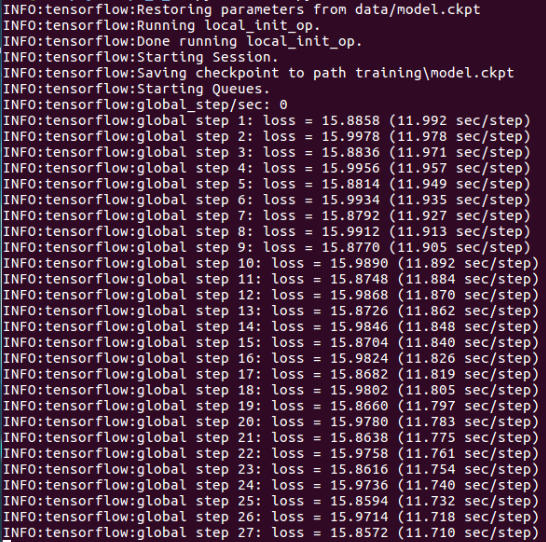 INFO:tensorflow:Restoring parameters from data/model.ckpt
INFO:tensorflow:Running local_init_op.
INFO:tensorflow:Done running local_init_op.
INFO:tensorflow:Starting Session.
INFO:tensorflow:Saving checkpoint to path training\model.ckpt
INFO:tensorflow:Starting Queues.
INFO:tensorflow:global_step/sec: 0
INFO:tensorflow:global step 1: loss = 15.8858 (11.992 sec/step)
INFO:tensorflow:global step 2: loss = 15.9978 (11.978 sec/step)
INFO:tensorflow:global step 3: loss = 15.8836 (11.971 sec/step)
INFO:tensorflow:global step 4: loss = 15.9956 (11.957 sec/step)
INFO:tensorflow:global step 5: loss = 15.8814 (11.949 sec/step)
INFO:tensorflow:global step 6: loss = 15.9934 (11.935 sec/step)
INFO:tensorflow:global step 7: loss = 15.8792 (11.927 sec/step)
INFO:tensorflow:global step 8: loss = 15.9912 (11.913 sec/step)
INFO:tensorflow:global step 9: loss = 15.8770 (11.905 sec/step)
INFO:tensorflow:global step 10: loss = 15.9890 (11.892 sec/step)
INFO:tensorflow:global step 11: loss = 15.8748 (11.884 sec/step)
INFO:tensorflow:global step 12: loss = 15.9868 (11.870 sec/step)
INFO:tensorflow:global step 13: loss = 15.8726 (11.862 sec/step)
INFO:tensorflow:global step 14: loss = 15.9846 (11.848 sec/step)
INFO:tensorflow:global step 15: loss = 15.8704 (11.840 sec/step)
INFO:tensorflow:global step 16: loss = 15.9824 (11.826 sec/step)
INFO:tensorflow:global step 17: loss = 15.8682 (11.819 sec/step)
INFO:tensorflow:global step 18: loss = 15.9802 (11.805 sec/step)
INFO:tensorflow:global step 19: loss = 15.8660 (11.797 sec/step)
INFO:tensorflow:global step 20: loss = 15.9780 (11.783 sec/step)
INFO:tensorflow:global step 21: loss = 15.8638 (11.775 sec/step)
INFO:tensorflow:global step 22: loss = 15.9758 (11.761 sec/step)
INFO:tensorflow:global step 23: loss = 15.8616 (11.754 sec/step)
INFO:tensorflow:global step 24: loss = 15.9736 (11.740 sec/step)
INFO:tensorflow:global step 25: loss = 15.8594 (11.732 sec/step)
INFO:tensorflow:global step 26: loss = 15.9714 (11.718 sec/step)
INFO:tensorflow:global step 27: loss = 15.8572 (11.710 sec/step)